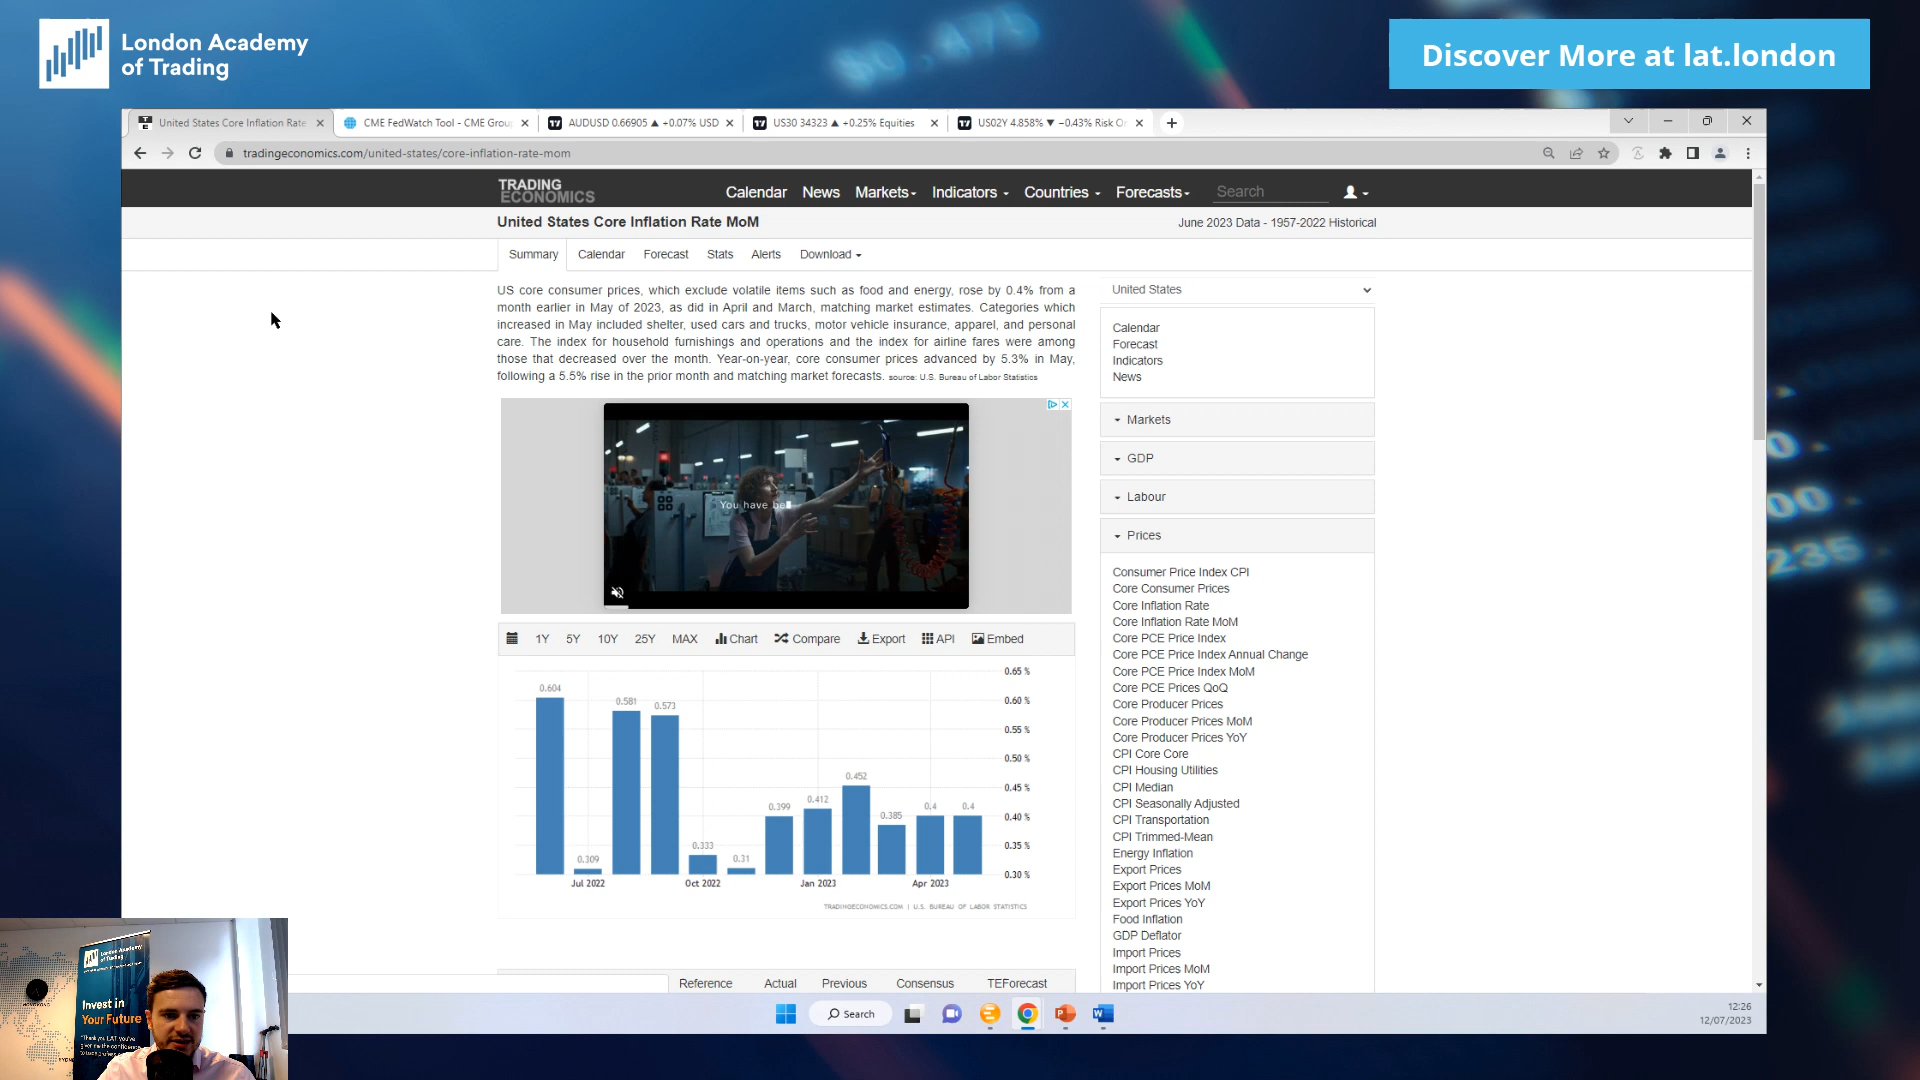 London Academy
of Trading
Discover More at lat.london
United States Core Inflation Rate
CME FedWatch Tool - CME Grou
AUDUSD 0.66905 ▲ +0.07% USD
US30 34323 ▲ +0.25% Equities
US02Y 4.858% ▼ −0.43% Risk O
tradingeconomics.com/united-states/core-inflation-rate-mom
TRADING
ECONOMICS
Calendar News Markets Indicators Countries Forecasts Search
United States Core Inflation Rate MoM
June 2023 Data - 1957-2022 Historical
Summary Calendar Forecast Stats Alerts Download
US core consumer prices, which exclude volatile items such as food and energy, rose by 0.4% from a
month earlier in May of 2023, as did in April and March, matching market estimates. Categories which
increased in May included shelter, used cars and trucks, motor vehicle insurance, apparel, and personal
care. The index for household furnishings and operations and the index for airline fares were among
those that decreased over the month. Year-on-year, core consumer prices advanced by 5.3% in May,
following a 5.5% rise in the prior month and matching market forecasts. source: U.S. Bureau of Labor Statistics
You have be
1Y 5Y 10Y 25Y MAX Chart Compare Export API Embed
0.604
0.309
0.581
0.573
0.333
0.31
0.399
0.412
0.452
0.385
0.4
0.4
0.65 %
0.60 %
0.55 %
0.50 %
0.45 %
0.40 %
0.35 %
0.30 %
Jul 2022
Oct 2022
Jan 2023
Apr 2023
TRADINGECONOMICS.COM | U.S. BUREAU OF LABOR STATISTICS
Reference Actual Previous Consensus TEForecast
United States
Calendar
Forecast
Indicators
News
Markets
GDP
Labour
Prices
Consumer Price Index CPI
Core Consumer Prices
Core Inflation Rate
Core Inflation Rate MoM
Core PCE Price Index
Core PCE Price Index Annual Change
Core PCE Price Index MoM
Core PCE Prices QoQ
Core Producer Prices
Core Producer Prices MoM
Core Producer Prices YoY
CPI Core Core
CPI Housing Utilities
CPI Median
CPI Seasonally Adjusted
CPI Transportation
CPI Trimmed-Mean
Energy Inflation
Export Prices
Export Prices MoM
Export Prices YoY
Food Inflation
GDP Deflator
Import Prices
Import Prices MoM
Import Prices YoY
Search
12:26
12/07/2023
London Academy
of Trading
Invest in
Your Future